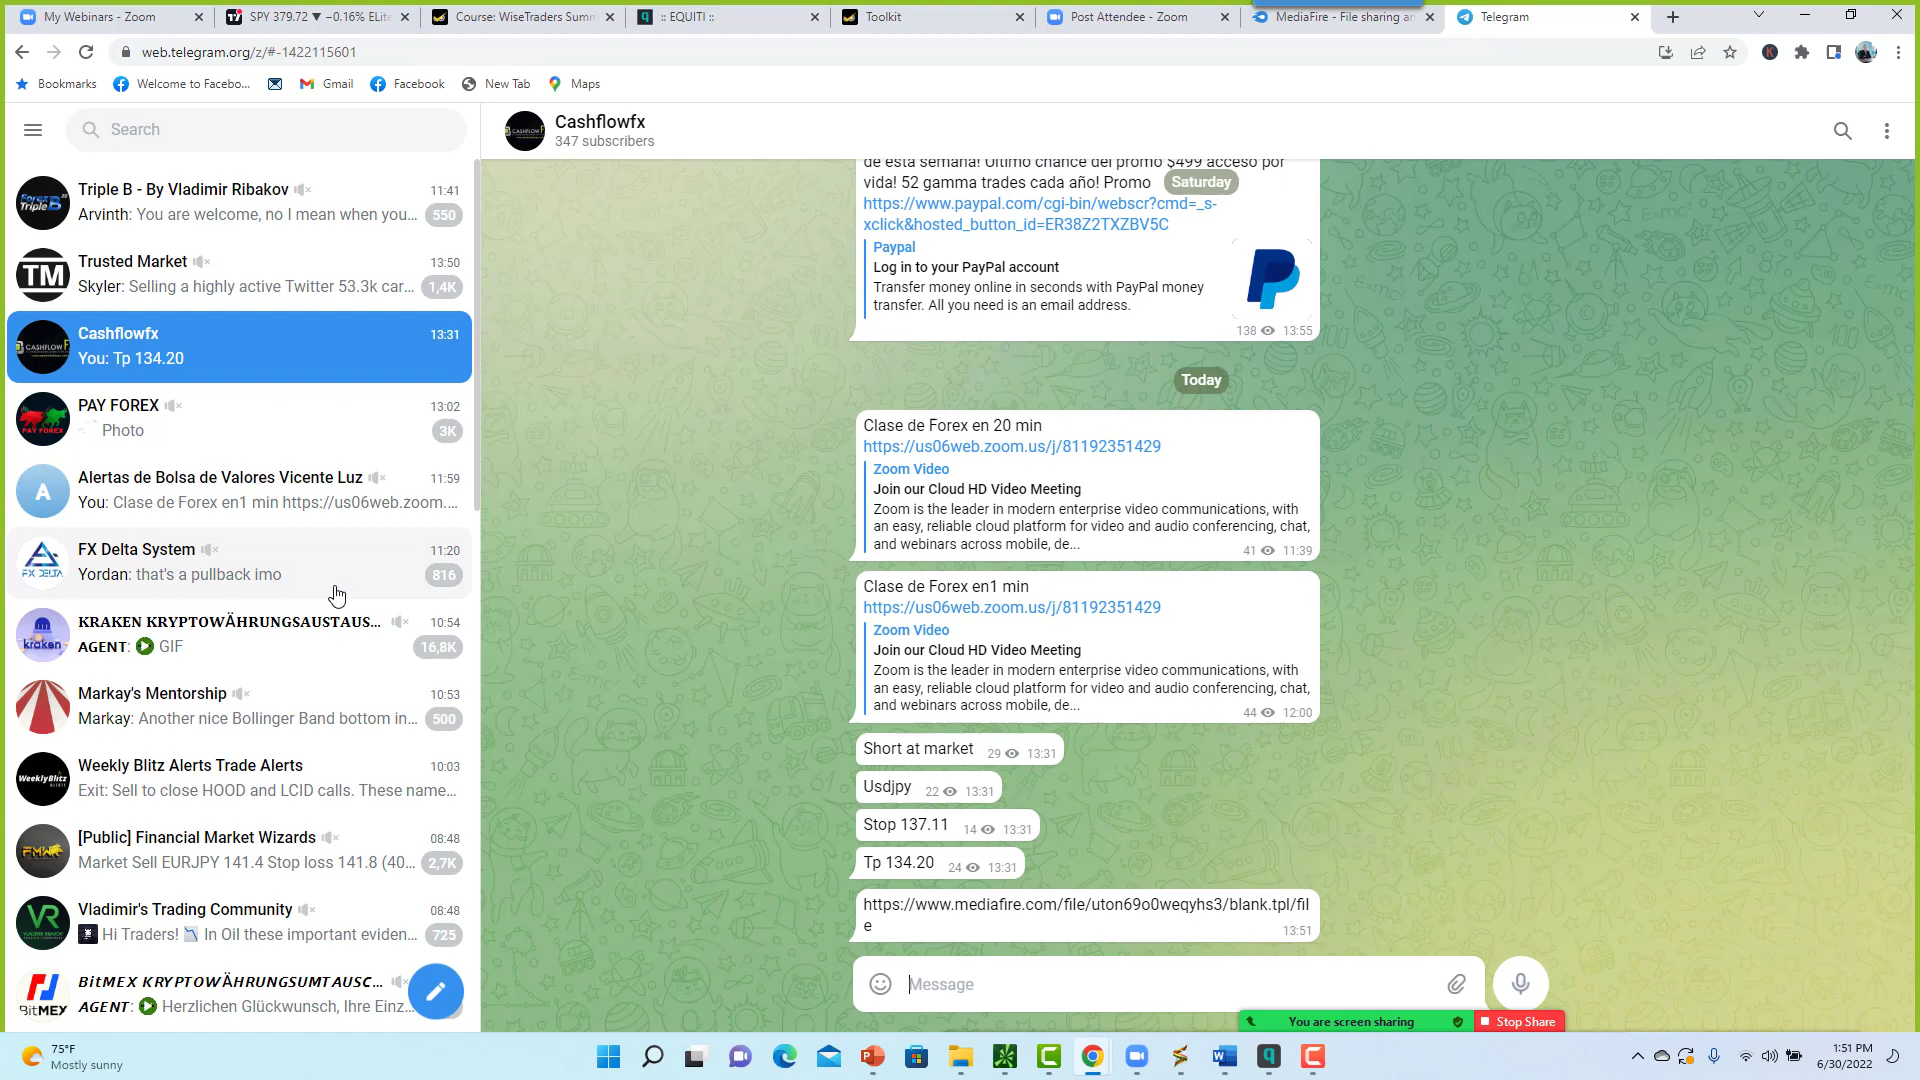 My Webinars - Zoom
SPY 379.72 ▼ −0.16% ELite
Course: WiseTraders Summ
:: EQUITI ::
Toolkit
Post Attendee - Zoom
MediaFire - File sharing an
Telegram
web.telegram.org/z/#-1422115601
Bookmarks
Welcome to Facebo...
Gmail
Facebook
New Tab
Maps
Search
Cashflowfx
347 subscribers
Triple B - By Vladimir Ribakov
11:41
Arvinth: You are welcome, no I mean when you...
550
Trusted Market
13:50
Skyler: Selling a highly active Twitter 53.3k car...
1,4K
Cashflowfx
13:31
You: Tp 134.20
PAY FOREX
13:02
Photo
3K
Alertas de Bolsa de Valores Vicente Luz
11:59
You: Clase de Forex en1 min https://us06web.zoom....
FX Delta System
11:20
Yordan: that's a pullback imo
816
KRAKEN KRYPTOWÄHRUNGSAUSTAUS...
10:54
AGENT: GIF
16,8K
Markay's Mentorship
10:53
Markay: Another nice Bollinger Band bottom in...
500
Weekly Blitz Alerts Trade Alerts
10:03
Exit: Sell to close HOOD and LCID calls. These name...
[Public] Financial Market Wizards
08:48
Market Sell EURJPY 141.4 Stop loss 141.8 (40...
2,7K
Vladimir's Trading Community
08:48
Hi Traders! In Oil these important eviden...
725
BitMEX KRYPTOWÄHRUNGSUMTAUSC...
AGENT: Herzlichen Glückwunsch, Ihre Einz...
de esta semana! Ultimo chance del promo $499 acceso por
vida! 52 gamma trades cada año! Promo
Saturday
https://www.paypal.com/cgi-bin/webscr?cmd=_s-
xclick&hosted_button_id=ER38Z2TXZBV5C
Paypal
Log in to your PayPal account
Transfer money online in seconds with PayPal money
transfer. All you need is an email address.
138 13:55
Today
Clase de Forex en 20 min
https://us06web.zoom.us/j/81192351429
Zoom Video
Join our Cloud HD Video Meeting
Zoom is the leader in modern enterprise video communications, with
an easy, reliable cloud platform for video and audio conferencing, chat,
and webinars across mobile, de...
41 11:39
Clase de Forex en1 min
https://us06web.zoom.us/j/81192351429
Zoom Video
Join our Cloud HD Video Meeting
Zoom is the leader in modern enterprise video communications, with
an easy, reliable cloud platform for video and audio conferencing, chat,
and webinars across mobile, de...
44 12:00
Short at market 29 13:31
Usdjpy 22 13:31
Stop 137.11 14 13:31
Tp 134.20 24 13:31
https://www.mediafire.com/file/uton69o0weqyhs3/blank.tpl/fil
e
13:51
Message
You are screen sharing
Stop Share
75°F
Mostly sunny
1:51 PM
6/30/2022